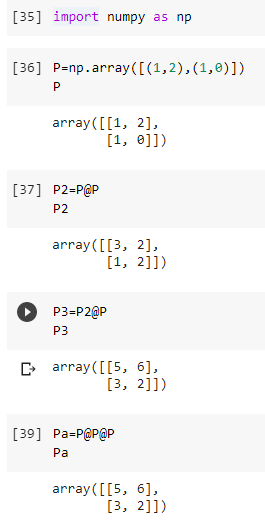 [35] import numpy as np
[36] P=np.array([(1,2),(1,0)])
P
array([[1, 2],
[1, 0]])
[37] P2=P@P
P2
array([[3, 2],
[1, 2]])
P3=P2@P
P3
array([[5, 6],
[3, 2]])
[39] Pa=P@P@P
Pa
array([[5, 6],
[3, 2]])